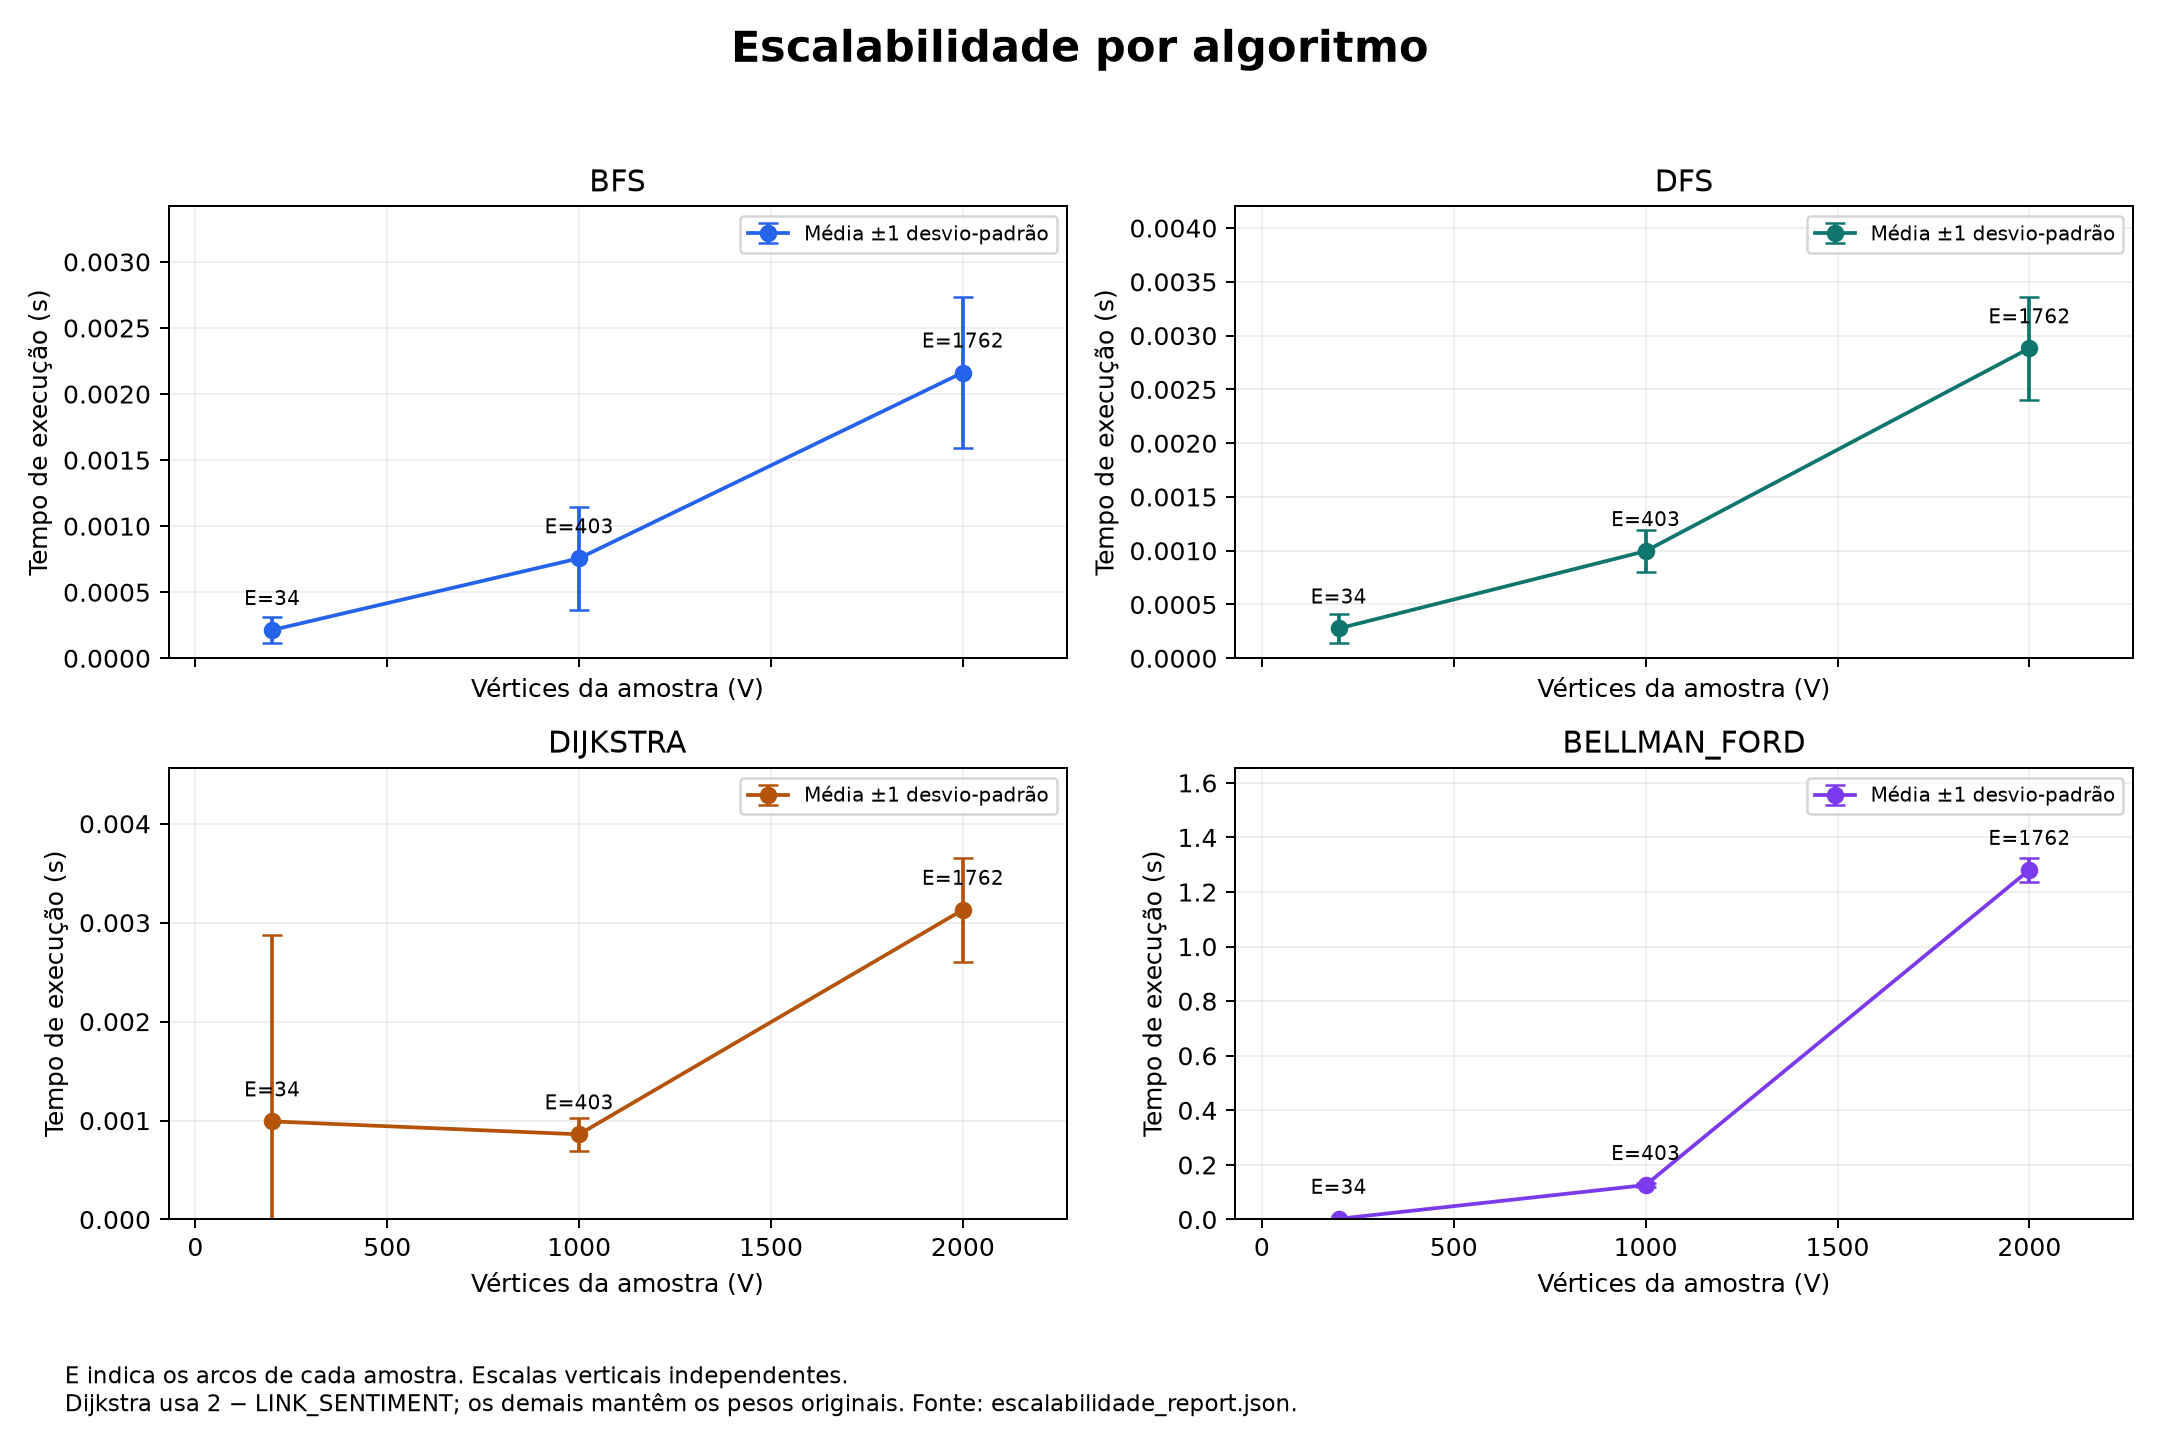 Escalabilidade por algoritmo
BFS
Média ±1 desvio-padrão
Tempo de execução (s)
0.0030
0.0025
0.0020
0.0015
0.0010
0.0005
0.0000
E=34
E=403
E=1762
Vértices da amostra (V)
DFS
Média ±1 desvio-padrão
Tempo de execução (s)
0.0040
0.0035
0.0030
0.0025
0.0020
0.0015
0.0010
0.0005
0.0000
E=34
E=403
E=1762
Vértices da amostra (V)
DIJKSTRA
Média ±1 desvio-padrão
Tempo de execução (s)
0.004
0.003
0.002
0.001
0.000
E=34
E=403
E=1762
0 500 1000 1500 2000
Vértices da amostra (V)
BELLMAN_FORD
Média ±1 desvio-padrão
Tempo de execução (s)
1.6
1.4
1.2
1.0
0.8
0.6
0.4
0.2
0.0
E=34
E=403
E=1762
0 500 1000 1500 2000
Vértices da amostra (V)
E indica os arcos de cada amostra. Escalas verticais independentes.
Dijkstra usa 2 − LINK_SENTIMENT; os demais mantêm os pesos originais. Fonte: escalabilidade_report.json.